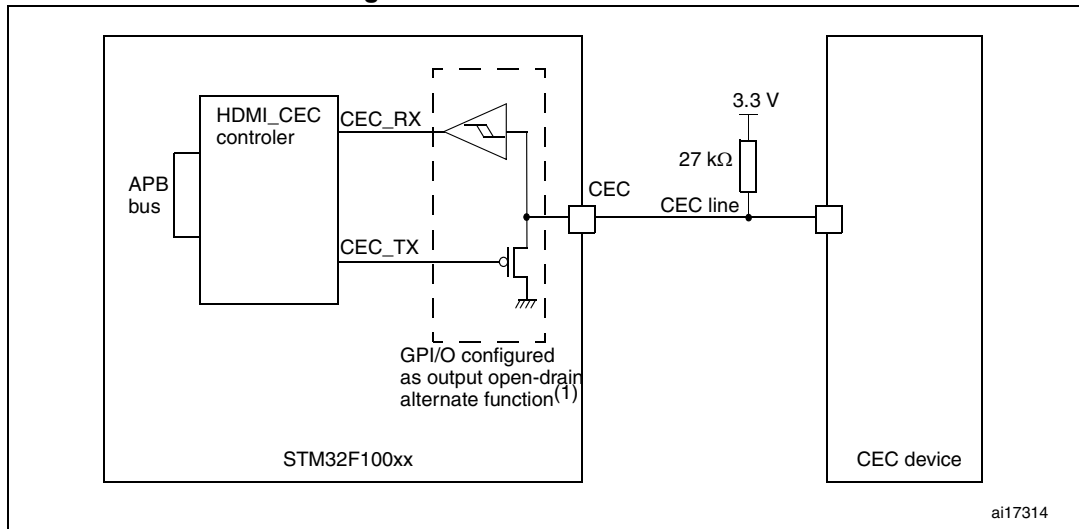 HDMI_CEC
controler
CEC_RX
3.3 V
27 kΩ
APB
bus
CEC
CEC line
CEC_TX
GPI/O configured
as output open-drain
alternate function(1)
STM32F100xx
CEC device
ai17314